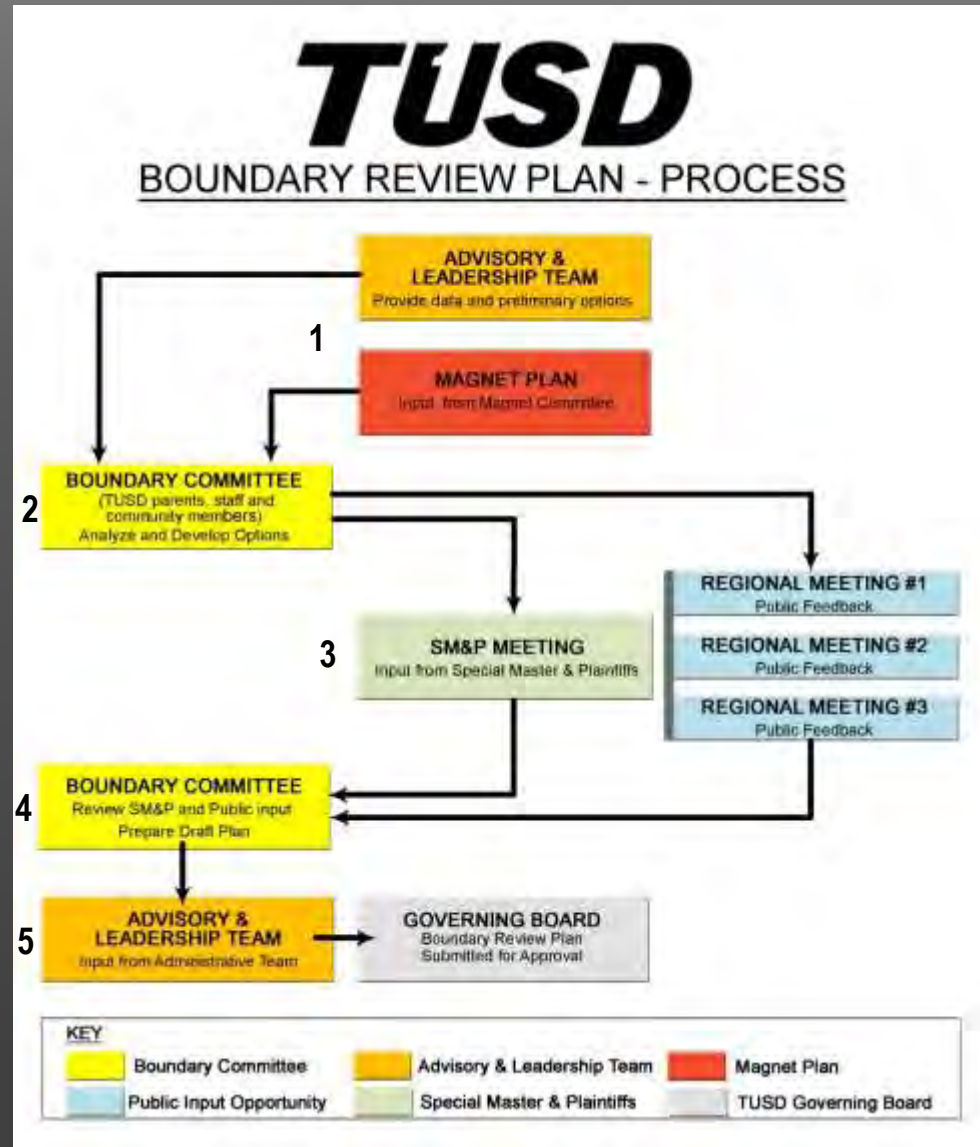 TUSD
BOUNDARY REVIEW PLAN - PROCESS
ADVISORY &
LEADERSHIP TEAM
Provide data and preliminary options
1
MAGNET PLAN
Input from Magnet Committee
2
BOUNDARY COMMITTEE
(TUSD parents, staff and
community members)
Analyze and Develop Options
REGIONAL MEETING #1
Public Feedback
3
SM&P MEETING
Input from Special Master & Plaintiffs
REGIONAL MEETING #2
Public Feedback
REGIONAL MEETING #3
Public Feedback
4
BOUNDARY COMMITTEE
Review SM&P and Public input
Prepare Draft Plan
5
ADVISORY &
LEADERSHIP TEAM
Input from Administrative Team
GOVERNING BOARD
Boundary Review Plan
Submitted for Approval
KEY
Boundary Committee
Advisory & Leadership Team
Magnet Plan
Public Input Opportunity
Special Master & Plaintiffs
TUSD Governing Board